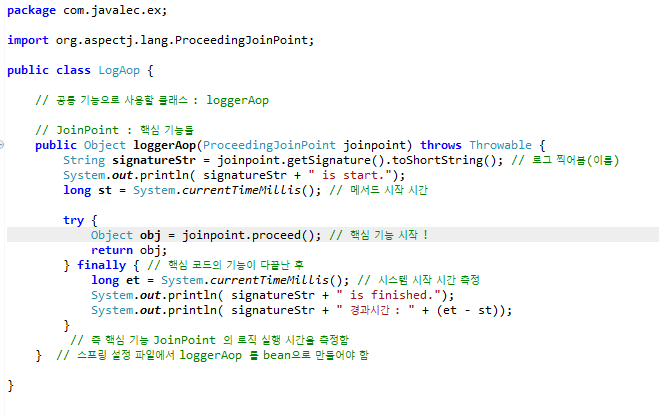 package com.javalec.ex;
import org.aspectj.lang.ProceedingJoinPoint;
public class LogAop {
// 공통 기능으로 사용할 클래스 : loggerAop
// JoinPoint : 핵심 기능들
public Object loggerAop(ProceedingJoinPoint joinpoint) throws Throwable {
String signatureStr = joinpoint.getSignature().toShortString(); // 로그 찍어봄(이름)
System.out.println( signatureStr + " is start.");
long st = System.currentTimeMillis(); // 메서드 시작 시간
try {
Object obj = joinpoint.proceed(); // 핵심 기능 시작 !
return obj;
} finally { // 핵심 코드의 기능이 다끝난 후
long et = System.currentTimeMillis(); // 시스템 시작 시간 측정
System.out.println( signatureStr + " is finished.");
System.out.println( signatureStr + " 경과시간 : " + (et - st));
}
// 즉 핵심 기능 JoinPoint 의 로직 실행 시간을 측정함
} // 스프링 설정 파일에서 loggerAop 를 bean으로 만들어야 함
}